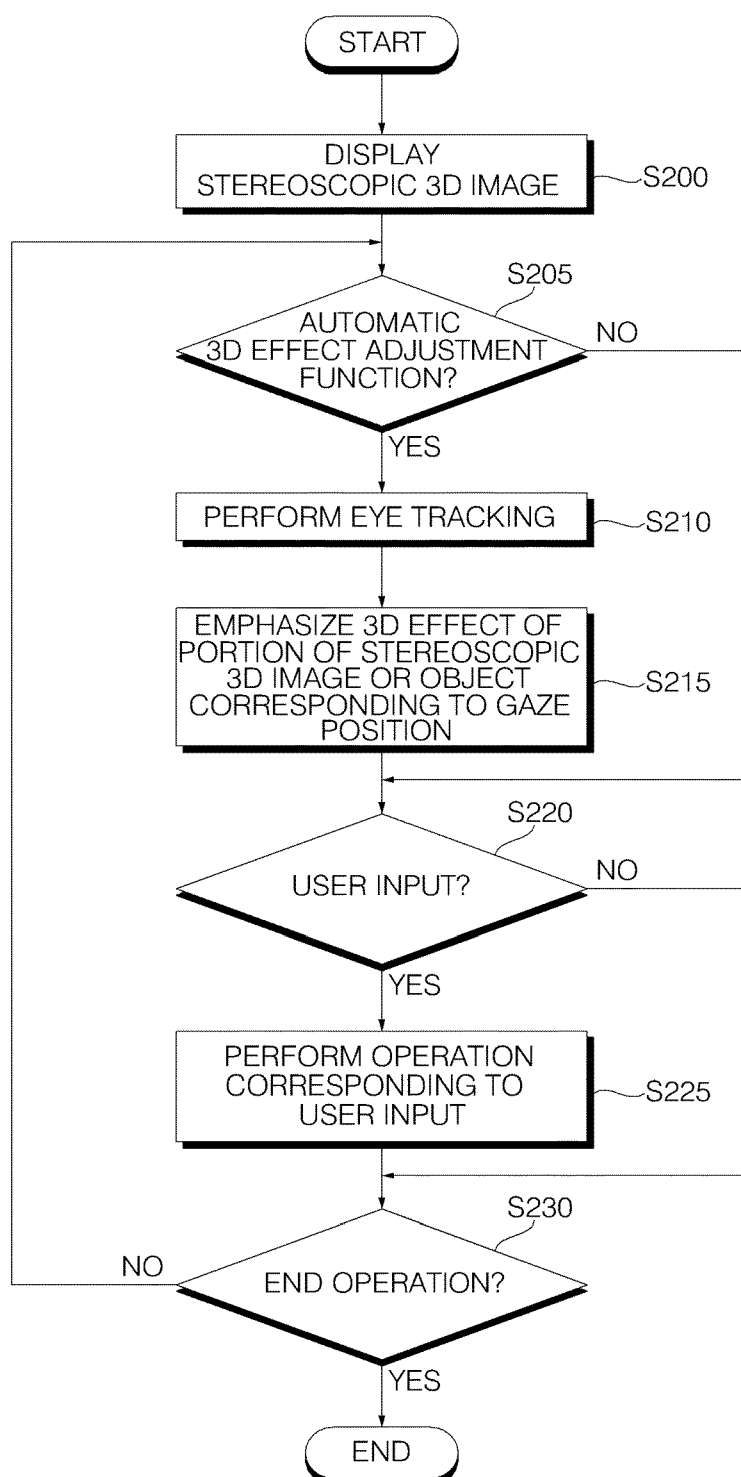 START
DISPLAY
STEREOSCOPIC 3D IMAGE
S200
S205
AUTOMATIC
3D EFFECT ADJUSTMENT
FUNCTION?
NO
YES
PERFORM EYE TRACKING
S210
EMPHASIZE 3D EFFECT OF
PORTION OF STEREOSCOPIC
3D IMAGE OR OBJECT
CORRESPONDING TO GAZE
POSITION
S215
S220
USER INPUT?
NO
YES
PERFORM OPERATION
CORRESPONDING TO
USER INPUT
S225
S230
NO
END OPERATION?
YES
END